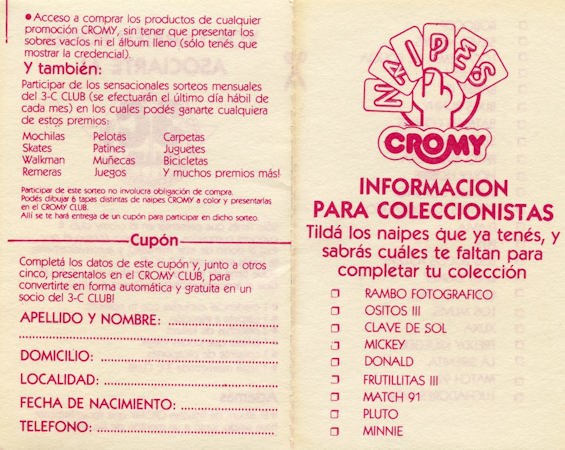 • Acceso a comprar los productos de cualquier
promoción CROMY, sin tener que presentar los
sobres vacíos ni el álbum lleno (sólo tenés que
mostrar la credencial).
Y también:
Participar de los sensacionales sorteos mensuales
del 3-C CLUB (se efectuarán el último día hábil de
cada mes) en los cuales podés ganarte cualquiera
de estos premios:
Mochilas Pelotas Carpetas
Skates Patines Juguetes
Walkman Muñecas Bicicletas
Remeras Juegos Y muchos premios más!
Participar de este sorteo no involucra obligación de compra.
Podés dibujar 6 tapas distintas de naipes CROMY a color y presentarlas
en el CROMY CLUB.
Allí se te hará entrega de un cupón para participar en dicho sorteo.
Cupón
Completá los datos de este cupón y, junto a otros
cinco, presentalos en el CROMY CLUB, para
convertirte en forma automática y gratuita en un
socio del 3-C CLUB!
APELLIDO Y NOMBRE:
DOMICILIO:
LOCALIDAD:
FECHA DE NACIMIENTO:
TELEFONO:
NAIPES
CROMY
INFORMACION
PARA COLECCIONISTAS
Tildá los naipes que ya tenés, y
sabrás cuáles te faltan para
completar tu colección
RAMBO FOTOGRAFICO
OSITOS III
CLAVE DE SOL
MICKEY
DONALD
FRUTILLITAS III
MATCH 91
PLUTO
MINNIE